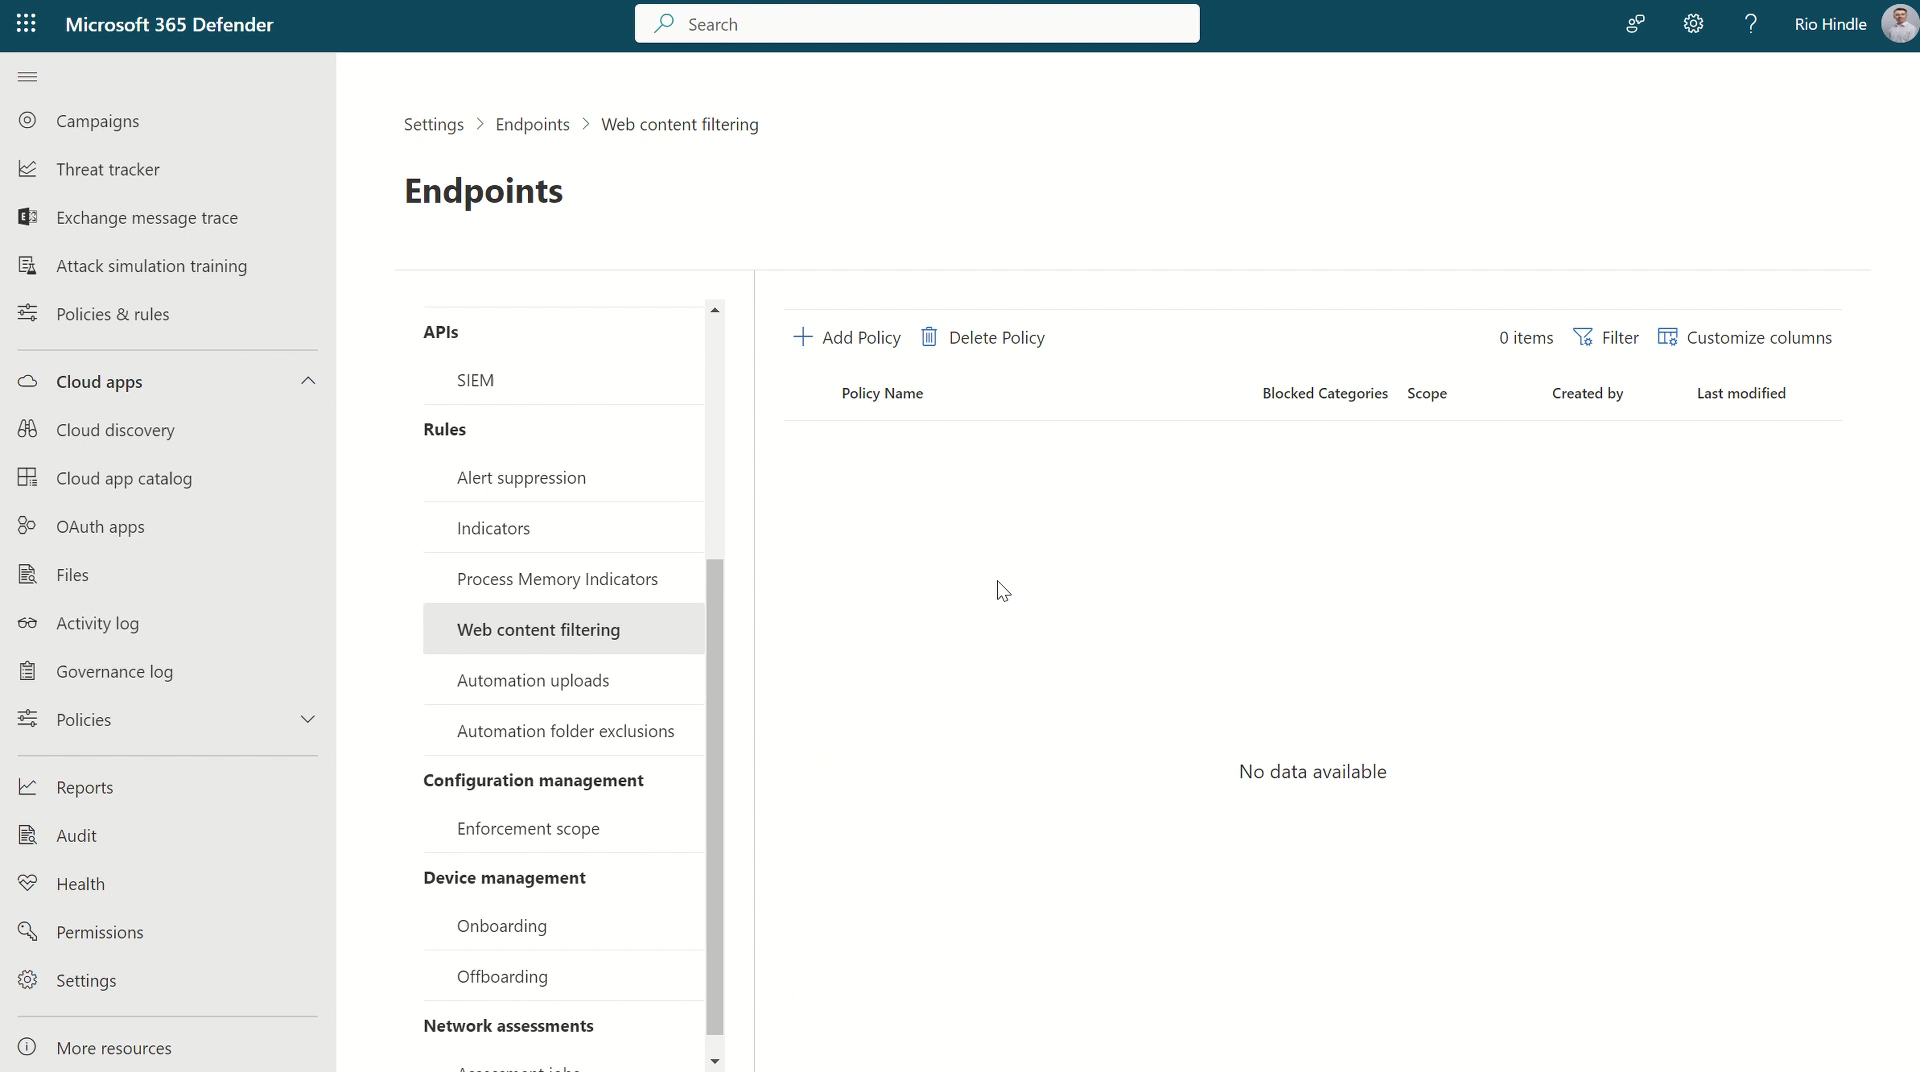 Microsoft 365 Defender
Search
Rio Hindle
Campaigns
Threat tracker
Exchange message trace
Attack simulation training
Policies & rules
Cloud apps
Cloud discovery
Cloud app catalog
OAuth apps
Files
Activity log
Governance log
Policies
Reports
Audit
Health
Permissions
Settings
More resources
Settings > Endpoints > Web content filtering
Endpoints
APIs
SIEM
Rules
Alert suppression
Indicators
Process Memory Indicators
Web content filtering
Automation uploads
Automation folder exclusions
Configuration management
Enforcement scope
Device management
Onboarding
Offboarding
Network assessments
Add Policy Delete Policy 0 items Filter Customize columns
Policy Name Blocked Categories Scope Created by Last modified
No data available